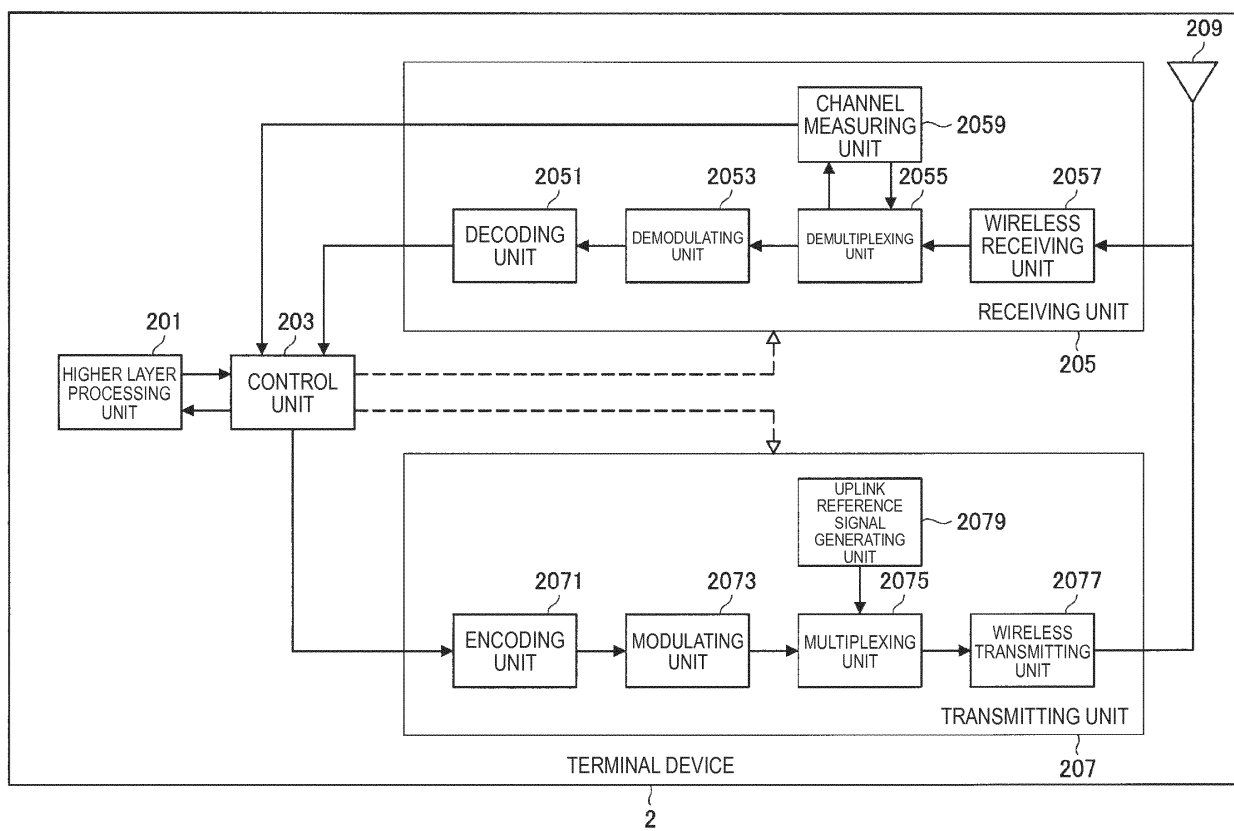 209
CHANNEL
MEASURING
UNIT
2059
2051
2053
2055
2057
DECODING
UNIT
DEMODULATING
UNIT
DEMULTIPLEXING
UNIT
WIRELESS
RECEIVING
UNIT
RECEIVING UNIT
205
201
203
HIGHER LAYER
PROCESSING
UNIT
CONTROL
UNIT
UPLINK
REFERENCE
SIGNAL
GENERATING
UNIT
2079
2071
2073
2075
2077
ENCODING
UNIT
MODULATING
UNIT
MULTIPLEXING
UNIT
WIRELESS
TRANSMITTING
UNIT
TRANSMITTING UNIT
207
TERMINAL DEVICE
2